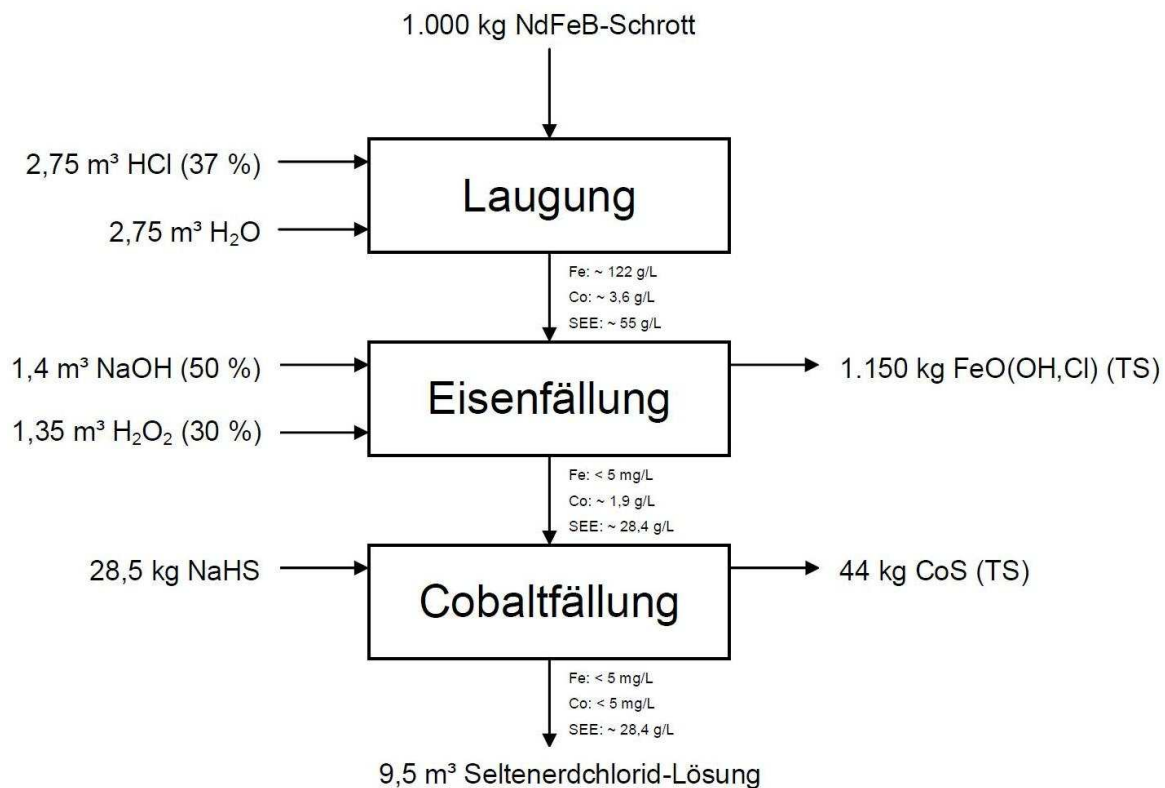 1.000 kg NdFeB-Schrott
2,75 m³ HCl (37 %)
Laugung
2,75 m³ H₂O
Fe: ~ 122 g/L
Co: ~ 3,6 g/L
SEE: ~ 55 g/L
1,4 m³ NaOH (50 %)
Eisenfällung
1.150 kg FeO(OH,Cl) (TS)
1,35 m³ H₂O₂ (30 %)
Fe: < 5 mg/L
Co: ~ 1,9 g/L
SEE: ~ 28,4 g/L
28,5 kg NaHS
Cobaltfällung
44 kg CoS (TS)
Fe: < 5 mg/L
Co: < 5 mg/L
SEE: ~ 28,4 g/L
9,5 m³ Seltenerdchlorid-Lösung